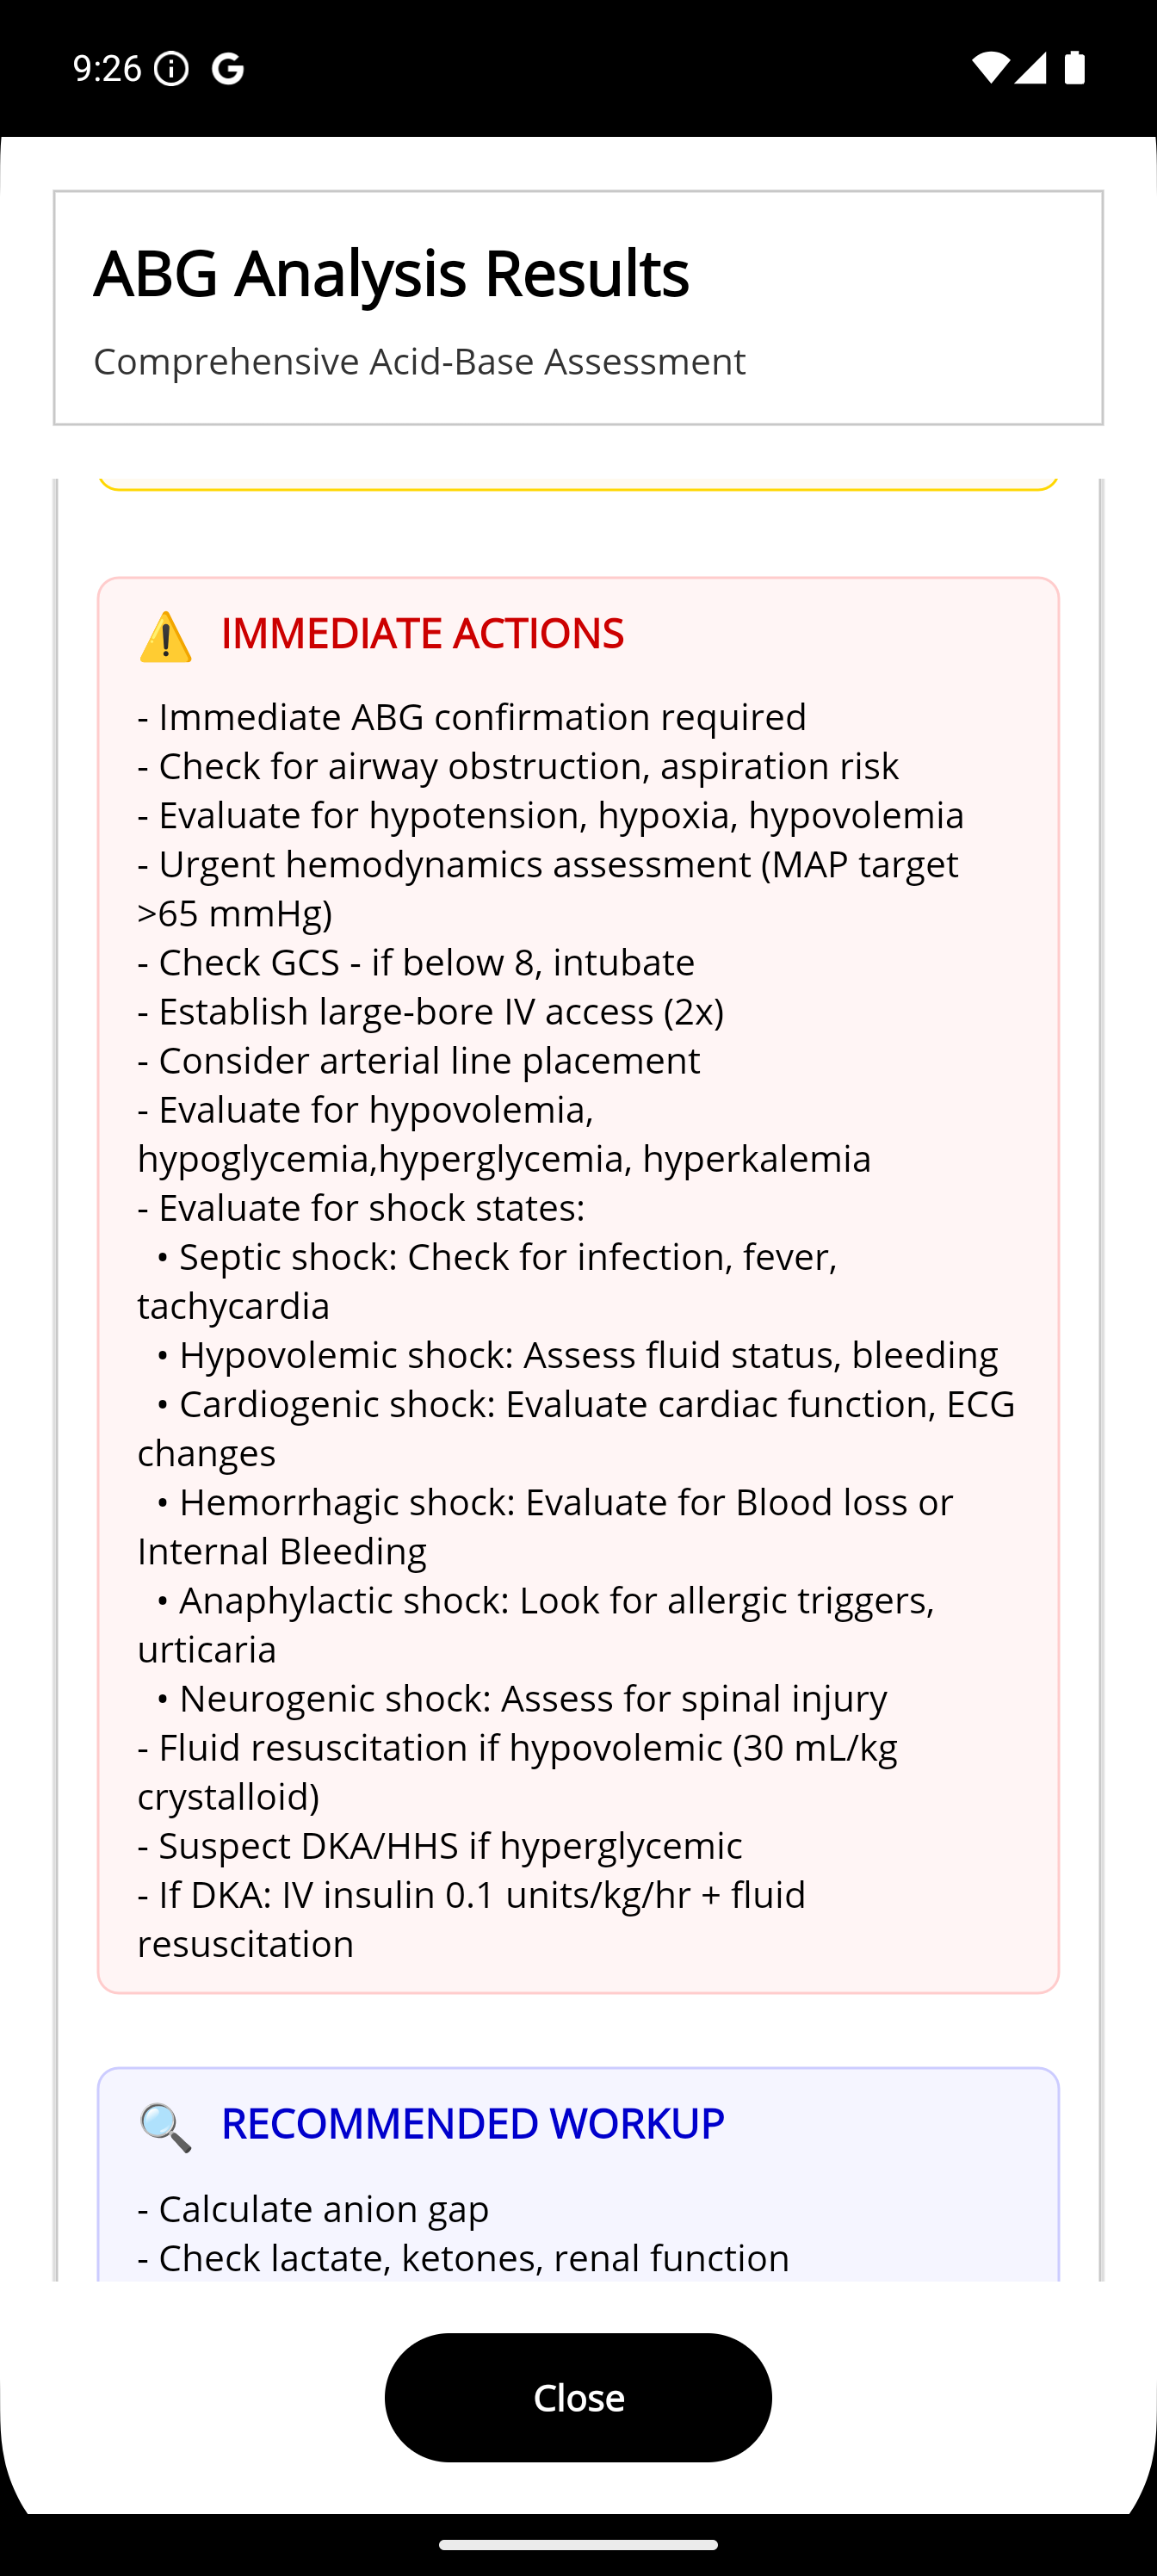 9:26
ABG Analysis Results
Comprehensive Acid-Base Assessment
⚠️ IMMEDIATE ACTIONS
- Immediate ABG confirmation required
- Check for airway obstruction, aspiration risk
- Evaluate for hypotension, hypoxia, hypovolemia
- Urgent hemodynamics assessment (MAP target
>65 mmHg)
- Check GCS - if below 8, intubate
- Establish large-bore IV access (2x)
- Consider arterial line placement
- Evaluate for hypovolemia,
hypoglycemia,hyperglycemia, hyperkalemia
- Evaluate for shock states:
• Septic shock: Check for infection, fever,
tachycardia
• Hypovolemic shock: Assess fluid status, bleeding
• Cardiogenic shock: Evaluate cardiac function, ECG
changes
• Hemorrhagic shock: Evaluate for Blood loss or
Internal Bleeding
• Anaphylactic shock: Look for allergic triggers,
urticaria
• Neurogenic shock: Assess for spinal injury
- Fluid resuscitation if hypovolemic (30 mL/kg
crystalloid)
- Suspect DKA/HHS if hyperglycemic
- If DKA: IV insulin 0.1 units/kg/hr + fluid
resuscitation
🔍 RECOMMENDED WORKUP
- Calculate anion gap
- Check lactate, ketones, renal function
Close